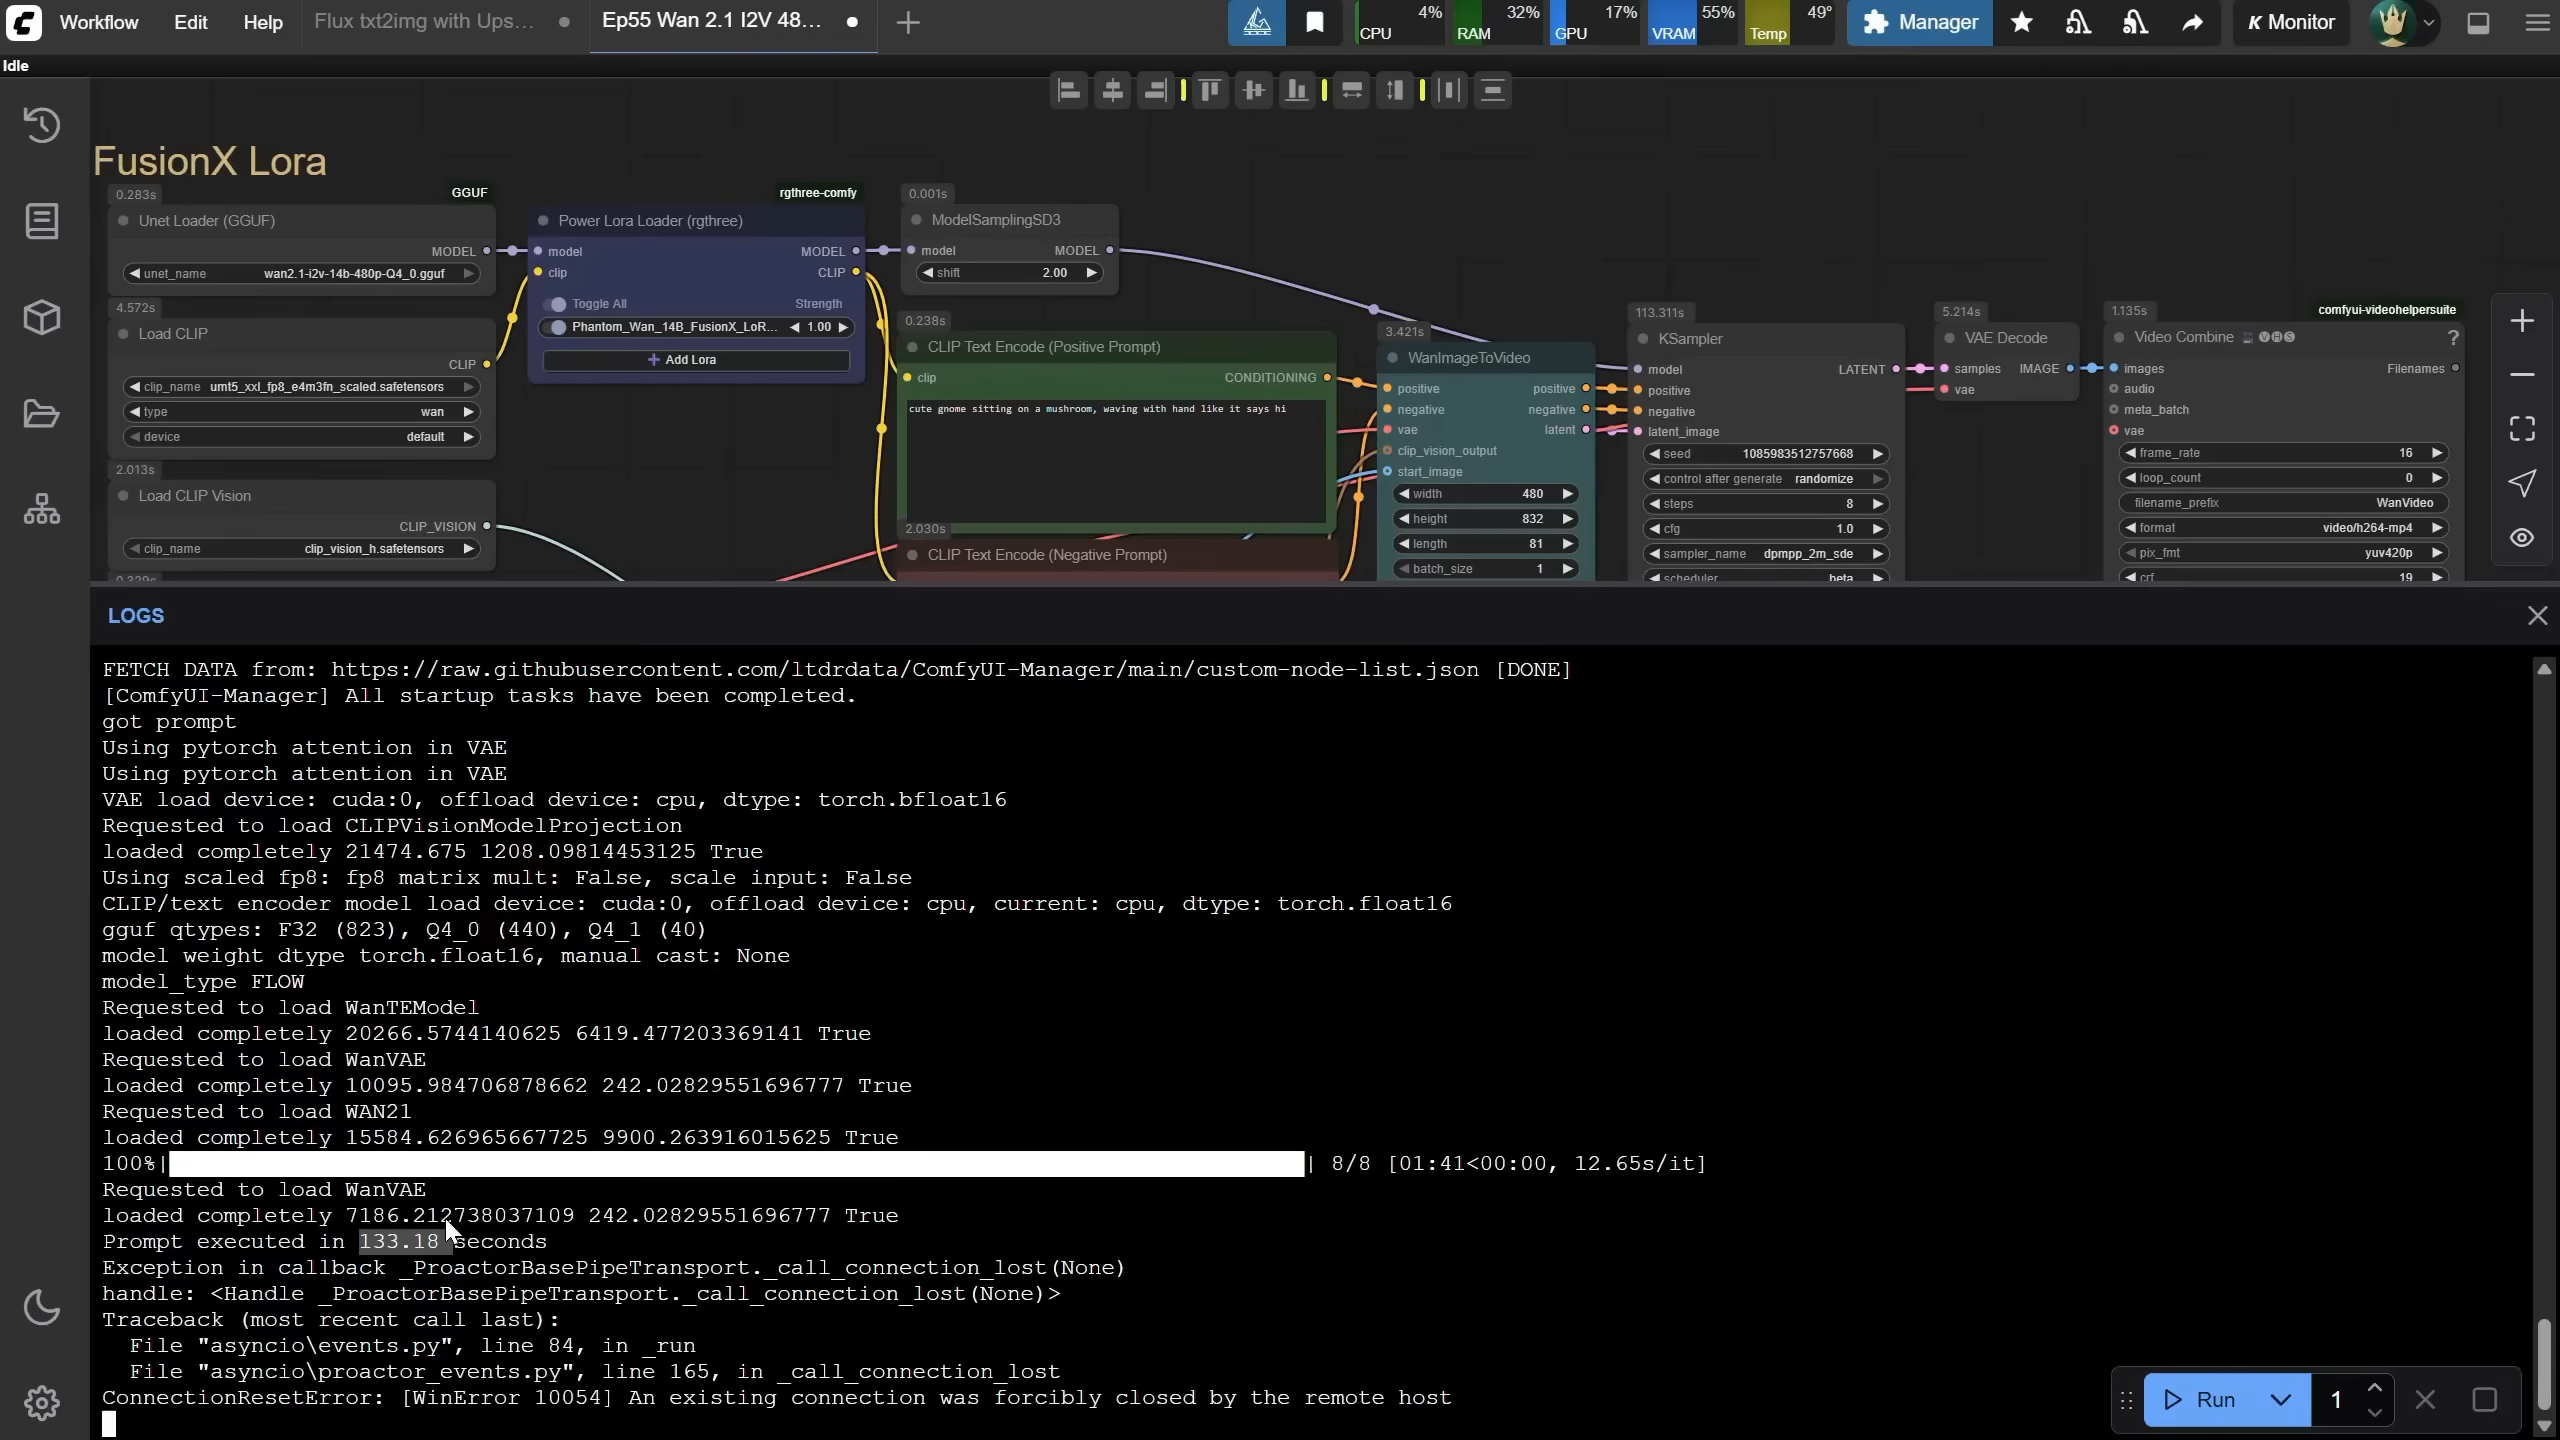 Workflow Edit Help Flux txt2img with Ups... Ep55 Wan 2.1 I2V 48...
CPU 4% RAM 32% GPU 17% VRAM 55% Temp 49° Manager K Monitor
Idle
FusionX Lora
0.283s GGUF
Unet Loader (GGUF)
MODEL
unet_name wan2.1-i2v-14b-480p-Q4_0.gguf
4.572s
Load CLIP
CLIP
clip_name umt5_xxl_fp8_e4m3fn_scaled.safetensors
type wan
device default
2.013s
Load CLIP Vision
CLIP_VISION
clip_name clip_vision_h.safetensors
0.329s
rgthree-comfy
Power Lora Loader (rgthree)
model MODEL
clip CLIP
Toggle All Strength
Phantom_Wan_14B_FusionX_LoR... 1.00
Add Lora
0.001s
ModelSamplingSD3
model MODEL
shift 2.00
0.238s
CLIP Text Encode (Positive Prompt)
clip CONDITIONING
cute gnome sitting on a mushroom, waving with hand like it says hi
2.030s
CLIP Text Encode (Negative Prompt)
3.421s
WanImageToVideo
positive positive
negative negative
vae latent
clip_vision_output
start_image
width 480
height 832
length 81
batch_size 1
113.311s
KSampler
model LATENT
positive
negative
latent_image
seed 1085983512757668
control after generate randomize
steps 8
cfg 1.0
sampler_name dpmpp_2m_sde
scheduler beta
5.214s
VAE Decode
samples IMAGE
vae
1.135s comfyui-videohelpersuite
Video Combine VHS ?
images Filenames
audio
meta_batch
vae
frame_rate 16
loop_count 0
filename_prefix WanVideo
format video/h264-mp4
pix_fmt yuv420p
crf 19
LOGS
FETCH DATA from: https://raw.githubusercontent.com/ltdrdata/ComfyUI-Manager/main/custom-node-list.json [DONE]
[ComfyUI-Manager] All startup tasks have been completed.
got prompt
Using pytorch attention in VAE
Using pytorch attention in VAE
VAE load device: cuda:0, offload device: cpu, dtype: torch.bfloat16
Requested to load CLIPVisionModelProjection
loaded completely 21474.675 1208.09814453125 True
Using scaled fp8: fp8 matrix mult: False, scale input: False
CLIP/text encoder model load device: cuda:0, offload device: cpu, current: cpu, dtype: torch.float16
gguf qtypes: F32 (823), Q4_0 (440), Q4_1 (40)
model weight dtype torch.float16, manual cast: None
model_type FLOW
Requested to load WanTEModel
loaded completely 20266.5744140625 6419.477203369141 True
Requested to load WanVAE
loaded completely 10095.984706878662 242.02829551696777 True
Requested to load WAN21
loaded completely 15584.626965667725 9900.263916015625 True
100%| | 8/8 [01:41<00:00, 12.65s/it]
Requested to load WanVAE
loaded completely 7186.212738037109 242.02829551696777 True
Prompt executed in 133.18 seconds
Exception in callback _ProactorBasePipeTransport._call_connection_lost(None)
handle: <Handle _ProactorBasePipeTransport._call_connection_lost(None)>
Traceback (most recent call last):
File "asyncio\events.py", line 84, in _run
File "asyncio\proactor_events.py", line 165, in _call_connection_lost
ConnectionResetError: [WinError 10054] An existing connection was forcibly closed by the remote host
Run 1